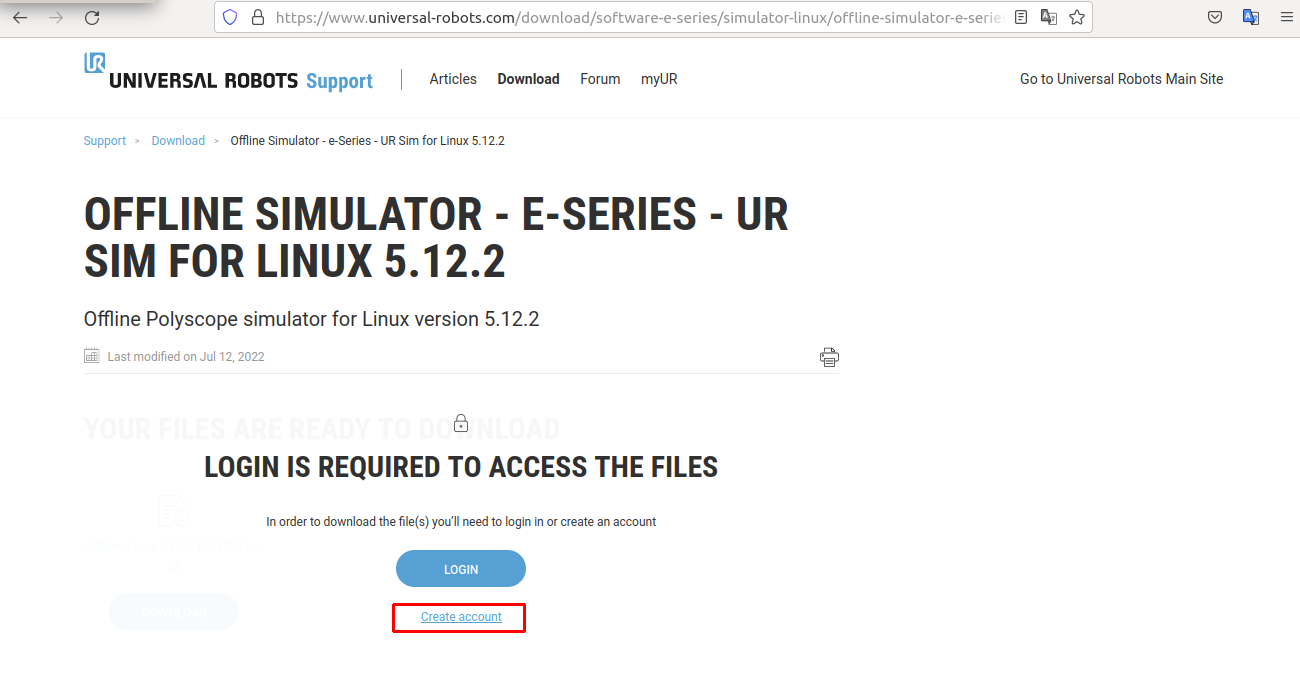 https://www.universal-robots.com/download/software-e-series/simulator-linux/offline-simulator-e-serie
UNIVERSAL ROBOTS Support
Articles Download Forum myUR
Go to Universal Robots Main Site
Support > Download > Offline Simulator - e-Series - UR Sim for Linux 5.12.2
OFFLINE SIMULATOR - E-SERIES - UR
SIM FOR LINUX 5.12.2
Offline Polyscope simulator for Linux version 5.12.2
Last modified on Jul 12, 2022
YOUR FILES ARE READY TO DOWNLOAD
LOGIN IS REQUIRED TO ACCESS THE FILES
In order to download the file(s) you'll need to login in or create an account
LOGIN
DOWNLOAD
Create account